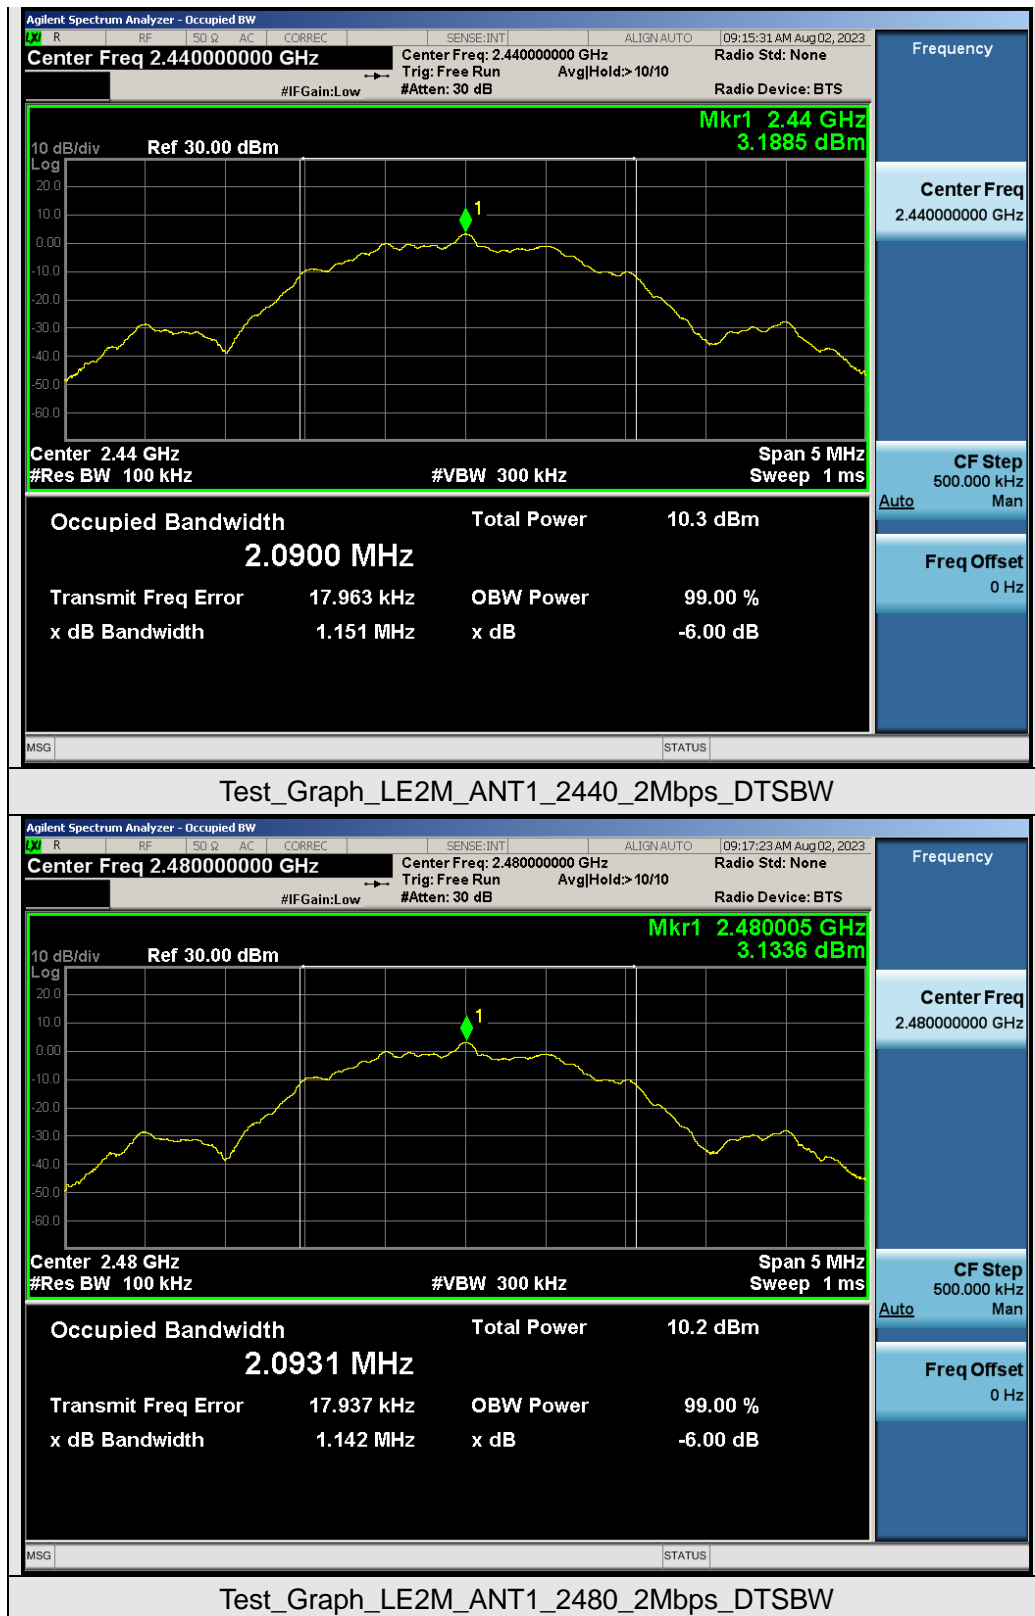 Agilent Spectrum Analyzer - Occupied BW
LXI R RF 50 Ω AC CORREC SENSE:INT ALIGN AUTO 09:15:31 AM Aug 02, 2023
Center Freq 2.440000000 GHz Center Freq: 2.440000000 GHz Radio Std: None Frequency
Trig: Free Run Avg|Hold:> 10/10
#IFGain:Low #Atten: 30 dB Radio Device: BTS
Mkr1 2.44 GHz
10 dB/div Ref 30.00 dBm 3.1885 dBm
Log
20.0
10.0
0.00
-10.0
-20.0
-30.0
-40.0
-50.0
-60.0
1
Center Freq
2.440000000 GHz
Center 2.44 GHz Span 5 MHz
#Res BW 100 kHz #VBW 300 kHz Sweep 1 ms
CF Step
500.000 kHz
Auto Man
Occupied Bandwidth Total Power 10.3 dBm
2.0900 MHz
Freq Offset
0 Hz
Transmit Freq Error 17.963 kHz OBW Power 99.00 %
x dB Bandwidth 1.151 MHz x dB -6.00 dB
MSG STATUS
Test_Graph_LE2M_ANT1_2440_2Mbps_DTSBW
Agilent Spectrum Analyzer - Occupied BW
LXI R RF 50 Ω AC CORREC SENSE:INT ALIGN AUTO 09:17:23 AM Aug 02, 2023
Center Freq 2.480000000 GHz Center Freq: 2.480000000 GHz Radio Std: None Frequency
Trig: Free Run Avg|Hold:> 10/10
#IFGain:Low #Atten: 30 dB Radio Device: BTS
Mkr1 2.480005 GHz
10 dB/div Ref 30.00 dBm 3.1336 dBm
Log
20.0
10.0
0.00
-10.0
-20.0
-30.0
-40.0
-50.0
-60.0
1
Center Freq
2.480000000 GHz
Center 2.48 GHz Span 5 MHz
#Res BW 100 kHz #VBW 300 kHz Sweep 1 ms
CF Step
500.000 kHz
Auto Man
Occupied Bandwidth Total Power 10.2 dBm
2.0931 MHz
Freq Offset
0 Hz
Transmit Freq Error 17.937 kHz OBW Power 99.00 %
x dB Bandwidth 1.142 MHz x dB -6.00 dB
MSG STATUS
Test_Graph_LE2M_ANT1_2480_2Mbps_DTSBW